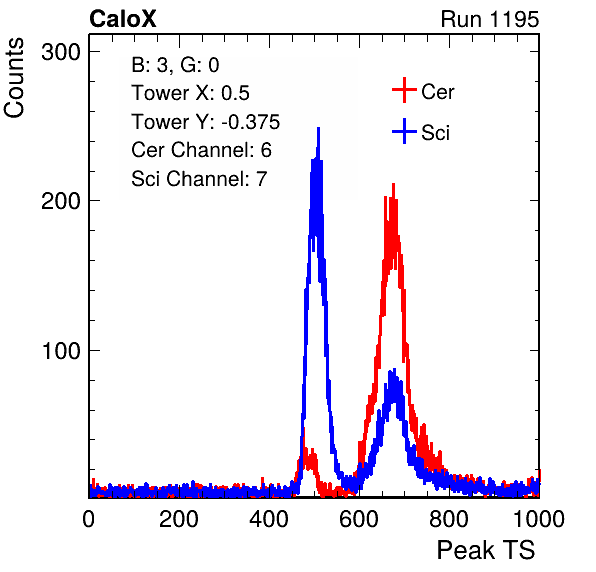 CaloX Run 1195
Counts
300
200
100
B: 3, G: 0
Tower X: 0.5
Tower Y: -0.375
Cer Channel: 6
Sci Channel: 7
Cer
Sci
0 200 400 600 800 1000
Peak TS